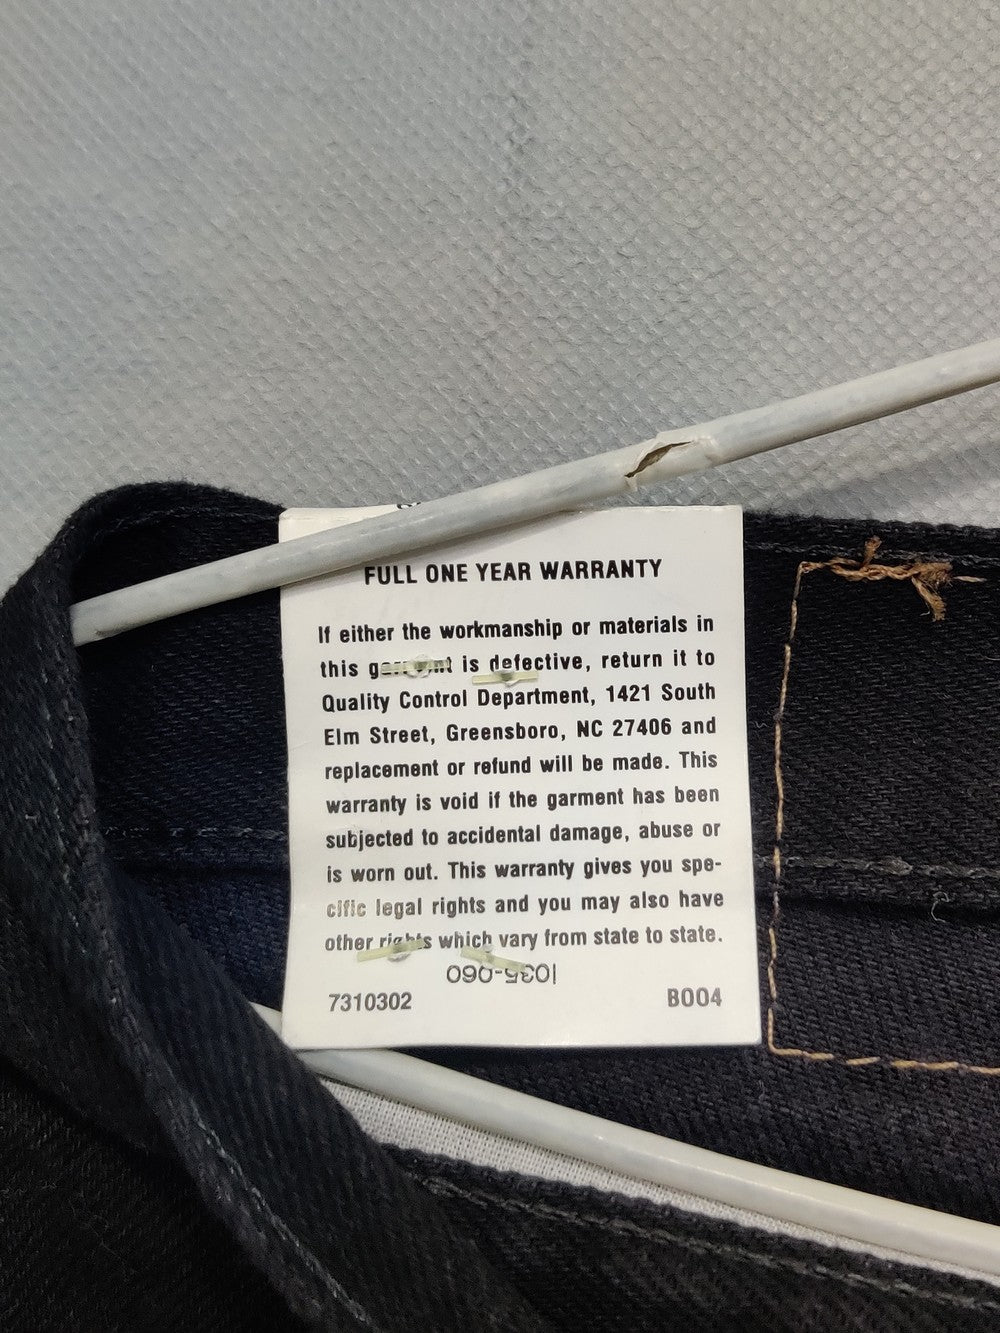 FULL ONE YEAR WARRANTY
If either the workmanship or materials in
this garment is defective, return it to
Quality Control Department, 1421 South
Elm Street, Greensboro, NC 27406 and
replacement or refund will be made. This
warranty is void if the garment has been
subjected to accidental damage, abuse or
is worn out. This warranty gives you spe-
cific legal rights and you may also have
other rights which vary from state to state.
1035-060
7310302 B004